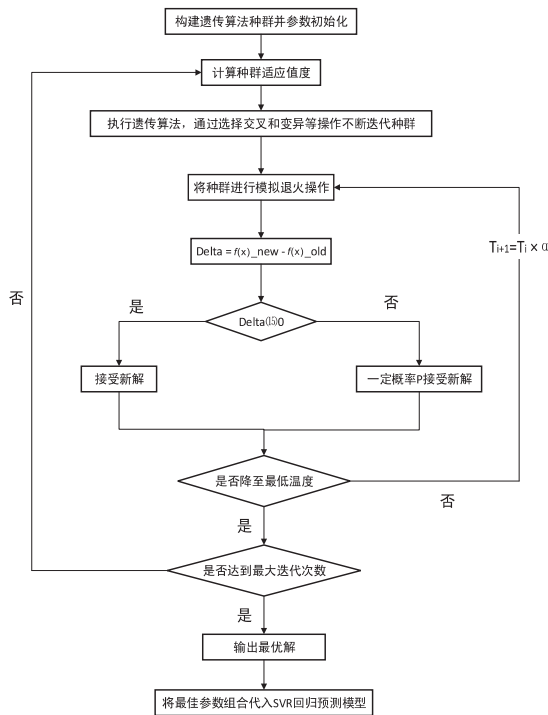 构建遗传算法种群并参数初始化
计算种群适应值度
执行遗传算法，通过选择交叉和变异等操作不断迭代种群
将种群进行模拟退火操作
Ti+1=Ti × α
Delta = f(x)_new - f(x)_old
否
是
否
Delta(15)0
接受新解
一定概率P接受新解
是否降至最低温度
否
是
是否达到最大迭代次数
是
输出最优解
将最佳参数组合代入SVR回归预测模型